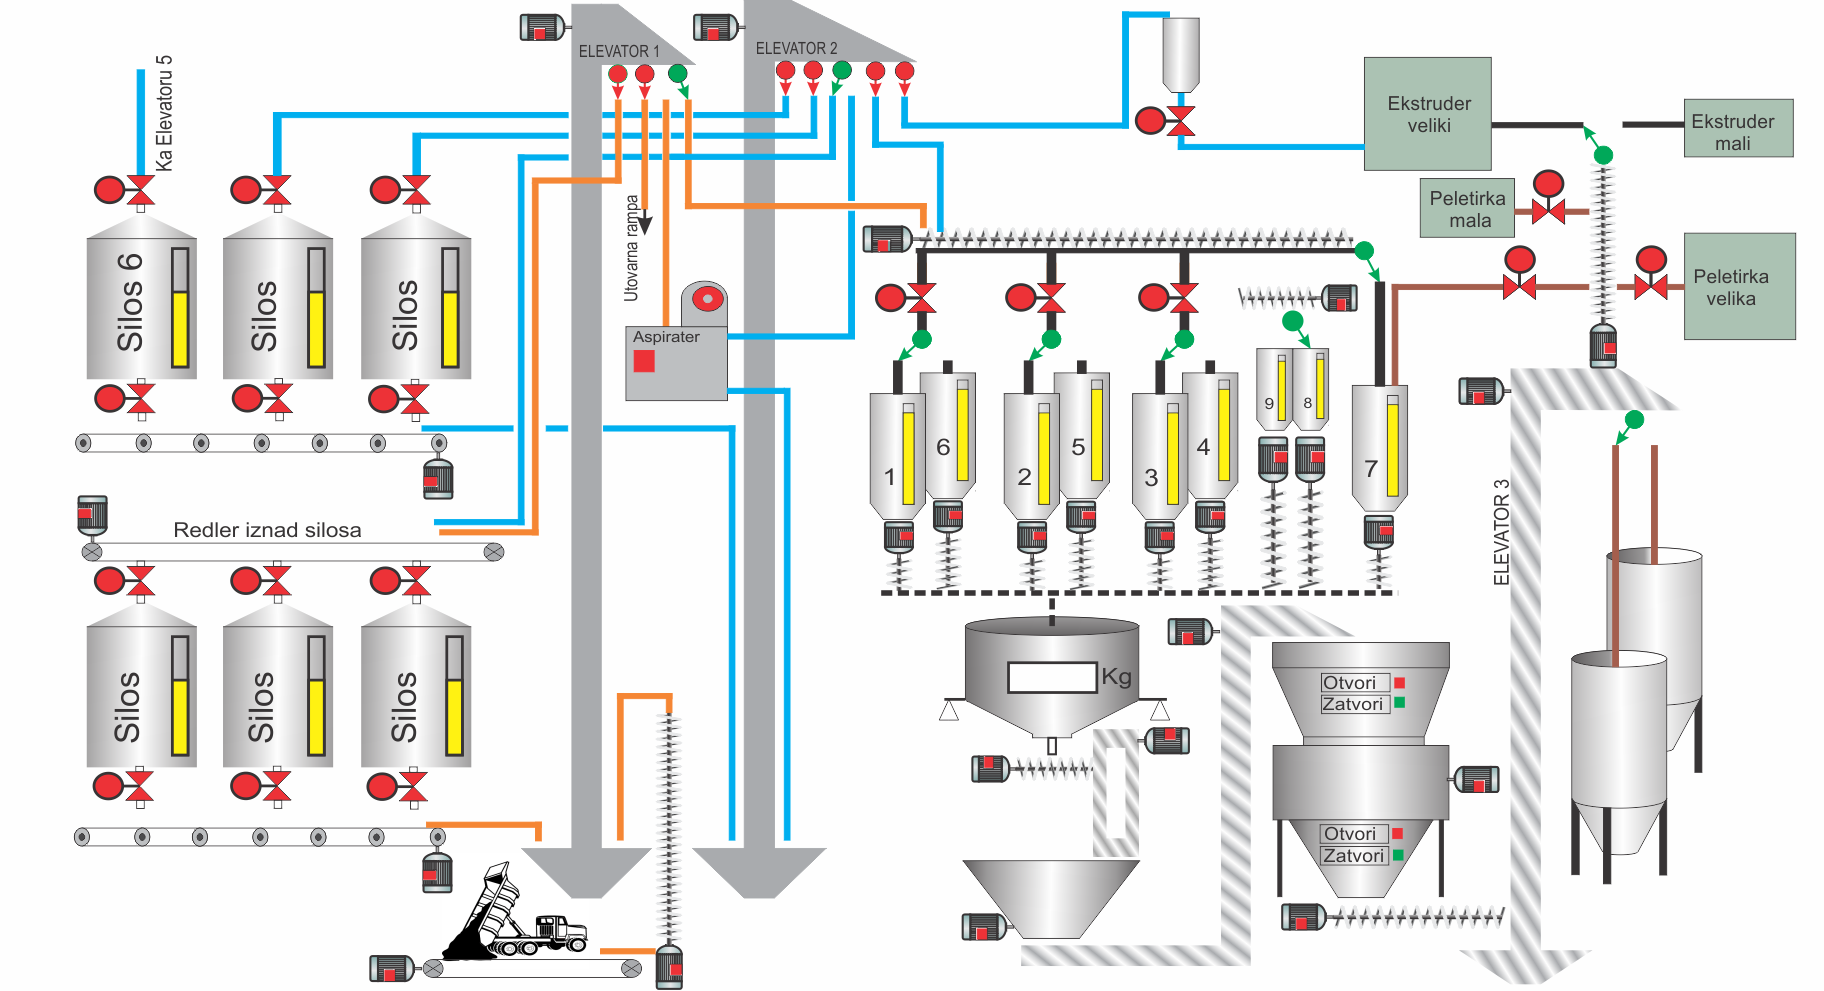 ELEVATOR 1
ELEVATOR 2
Ka Elevatoru 5
Ekstruder
veliki
Ekstruder
mali
Peletirka
mala
Peletirka
velika
Utovarna rampa
Aspirater
Silos 6
Silos
Silos
9
8
6
5
4
1
2
3
7
Redler iznad silosa
ELEVATOR 3
Silos
Silos
Silos
Kg
Otvori
Zatvori
Otvori
Zatvori